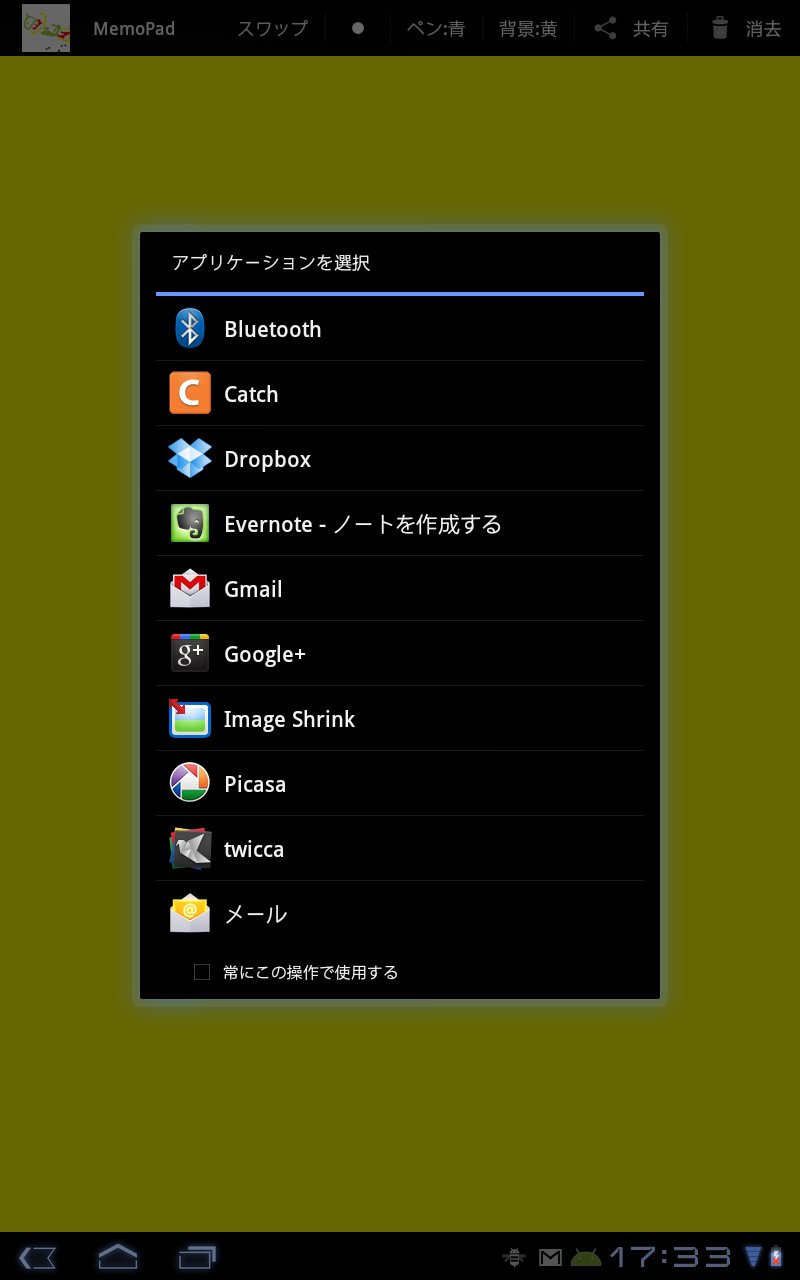 MemoPad スワップ ペン:青 背景:黄 共有 消去
アプリケーションを選択
Bluetooth
Catch
Dropbox
Evernote - ノートを作成する
Gmail
Google+
Image Shrink
Picasa
twicca
メール
常にこの操作で使用する
17:33